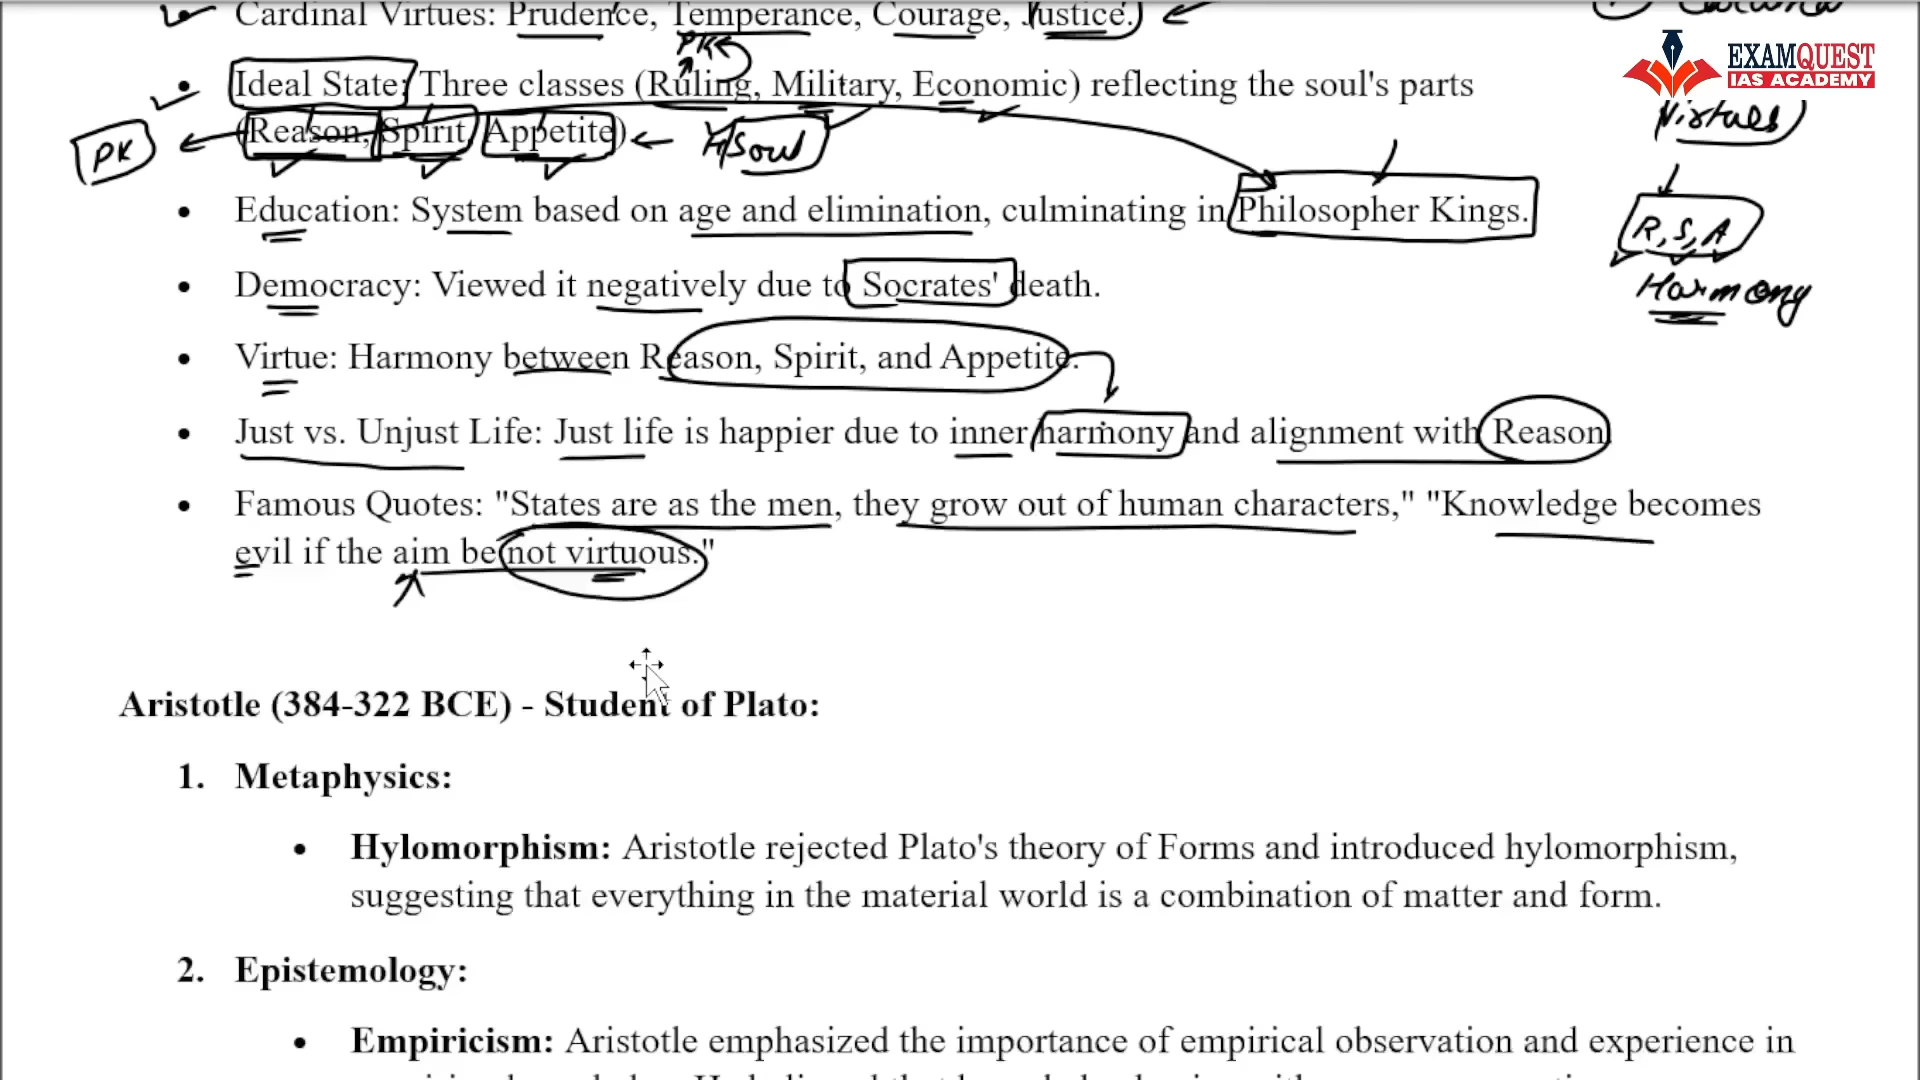 Cardinal Virtues: Prudence, Temperance, Courage, Justice.
PK
EXAMQUEST
IAS ACADEMY
Ideal State: Three classes (Ruling, Military, Economic) reflecting the soul's parts
(Reason, Spirit, Appetite)
PK
Soul
Virtues
Education: System based on age and elimination, culminating in Philosopher Kings.
R, S, A
Harmony
Democracy: Viewed it negatively due to Socrates' death.
Virtue: Harmony between Reason, Spirit, and Appetite.
Just vs. Unjust Life: Just life is happier due to inner harmony and alignment with Reason.
Famous Quotes: "States are as the men, they grow out of human characters," "Knowledge becomes
evil if the aim be not virtuous."
Aristotle (384-322 BCE) - Student of Plato:
1. Metaphysics:
Hylomorphism: Aristotle rejected Plato's theory of Forms and introduced hylomorphism,
suggesting that everything in the material world is a combination of matter and form.
2. Epistemology:
Empiricism: Aristotle emphasized the importance of empirical observation and experience in